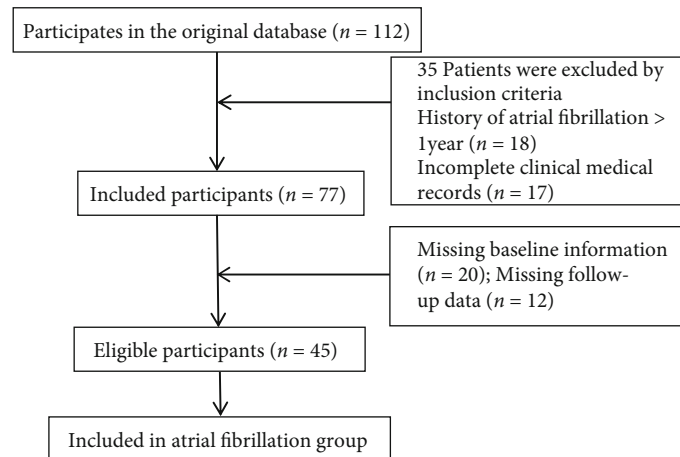 Participates in the original database (n = 112)
35 Patients were excluded by
inclusion criteria
History of atrial fibrillation >
1year (n = 18)
Incomplete clinical medical
records (n = 17)
Included participants (n = 77)
Missing baseline information
(n = 20); Missing follow-
up data (n = 12)
Eligible participants (n = 45)
Included in atrial fibrillation group